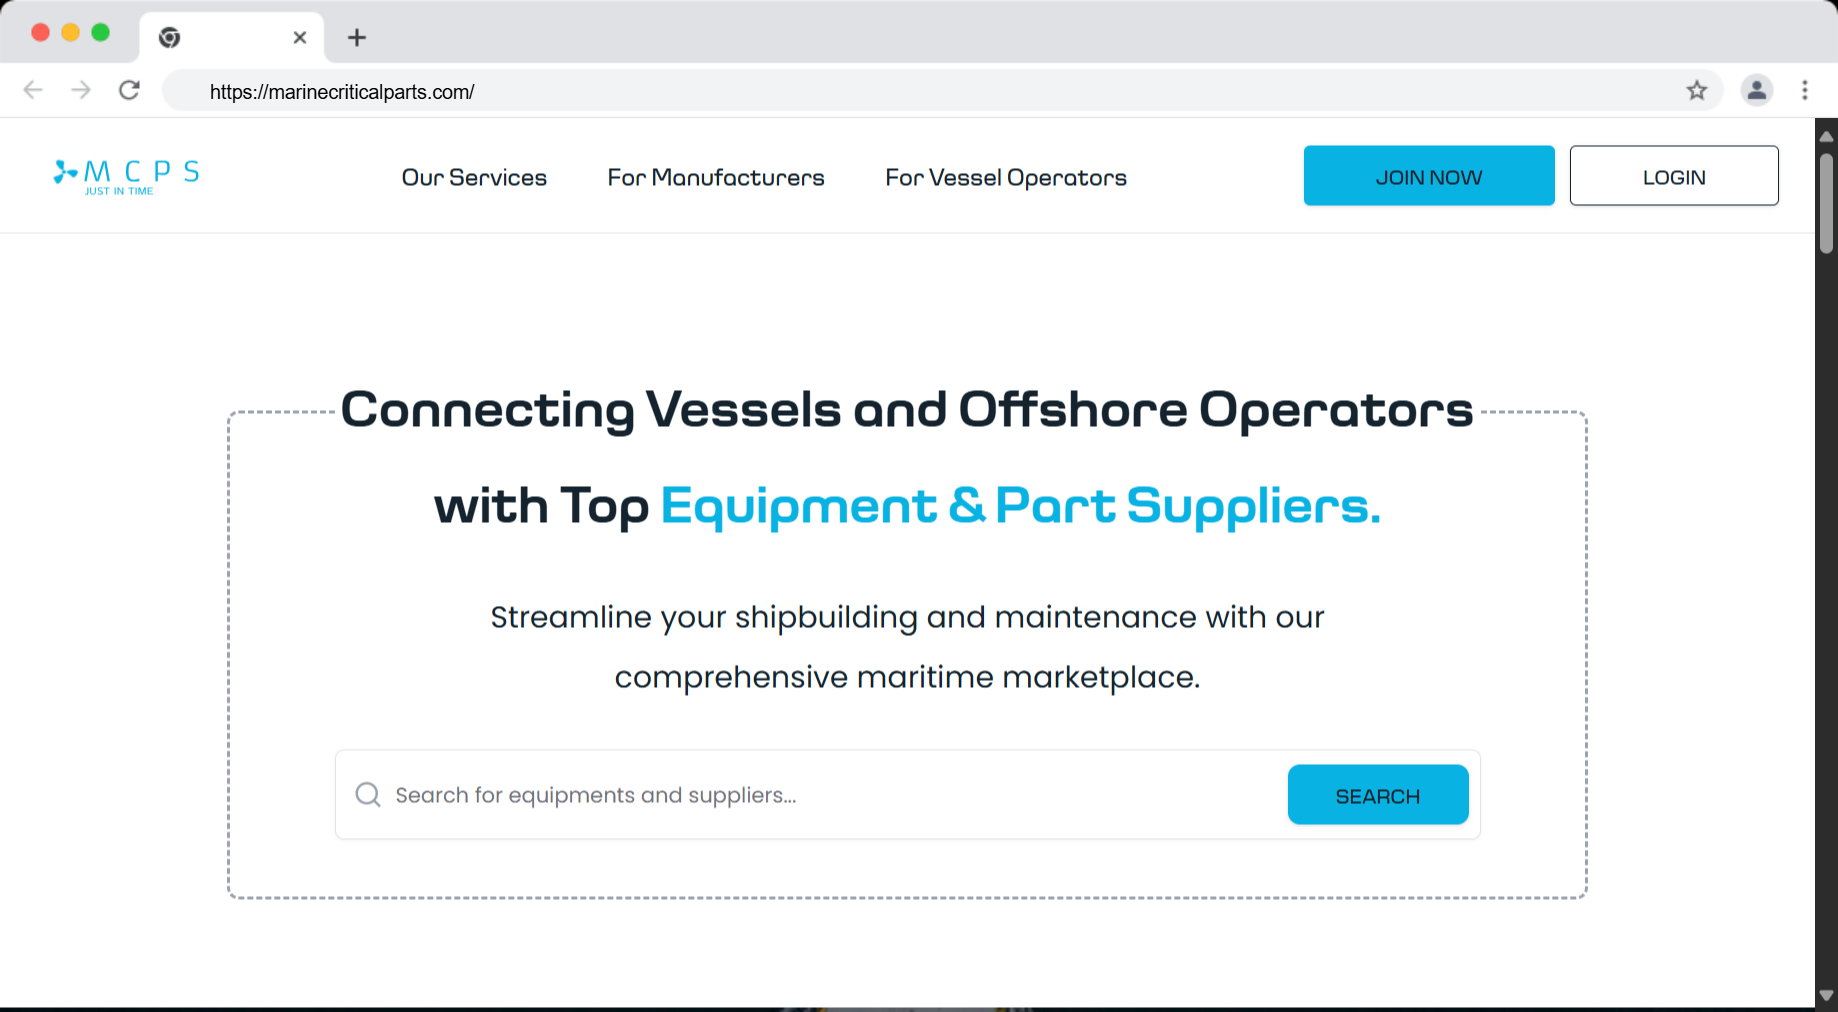 https://marinecriticalparts.com/
M C P S
JUST IN TIME
Our Services
For Manufacturers
For Vessel Operators
JOIN NOW
LOGIN
Connecting Vessels and Offshore Operators
with Top Equipment & Part Suppliers.
Streamline your shipbuilding and maintenance with our
comprehensive maritime marketplace.
Search for equipments and suppliers...
SEARCH